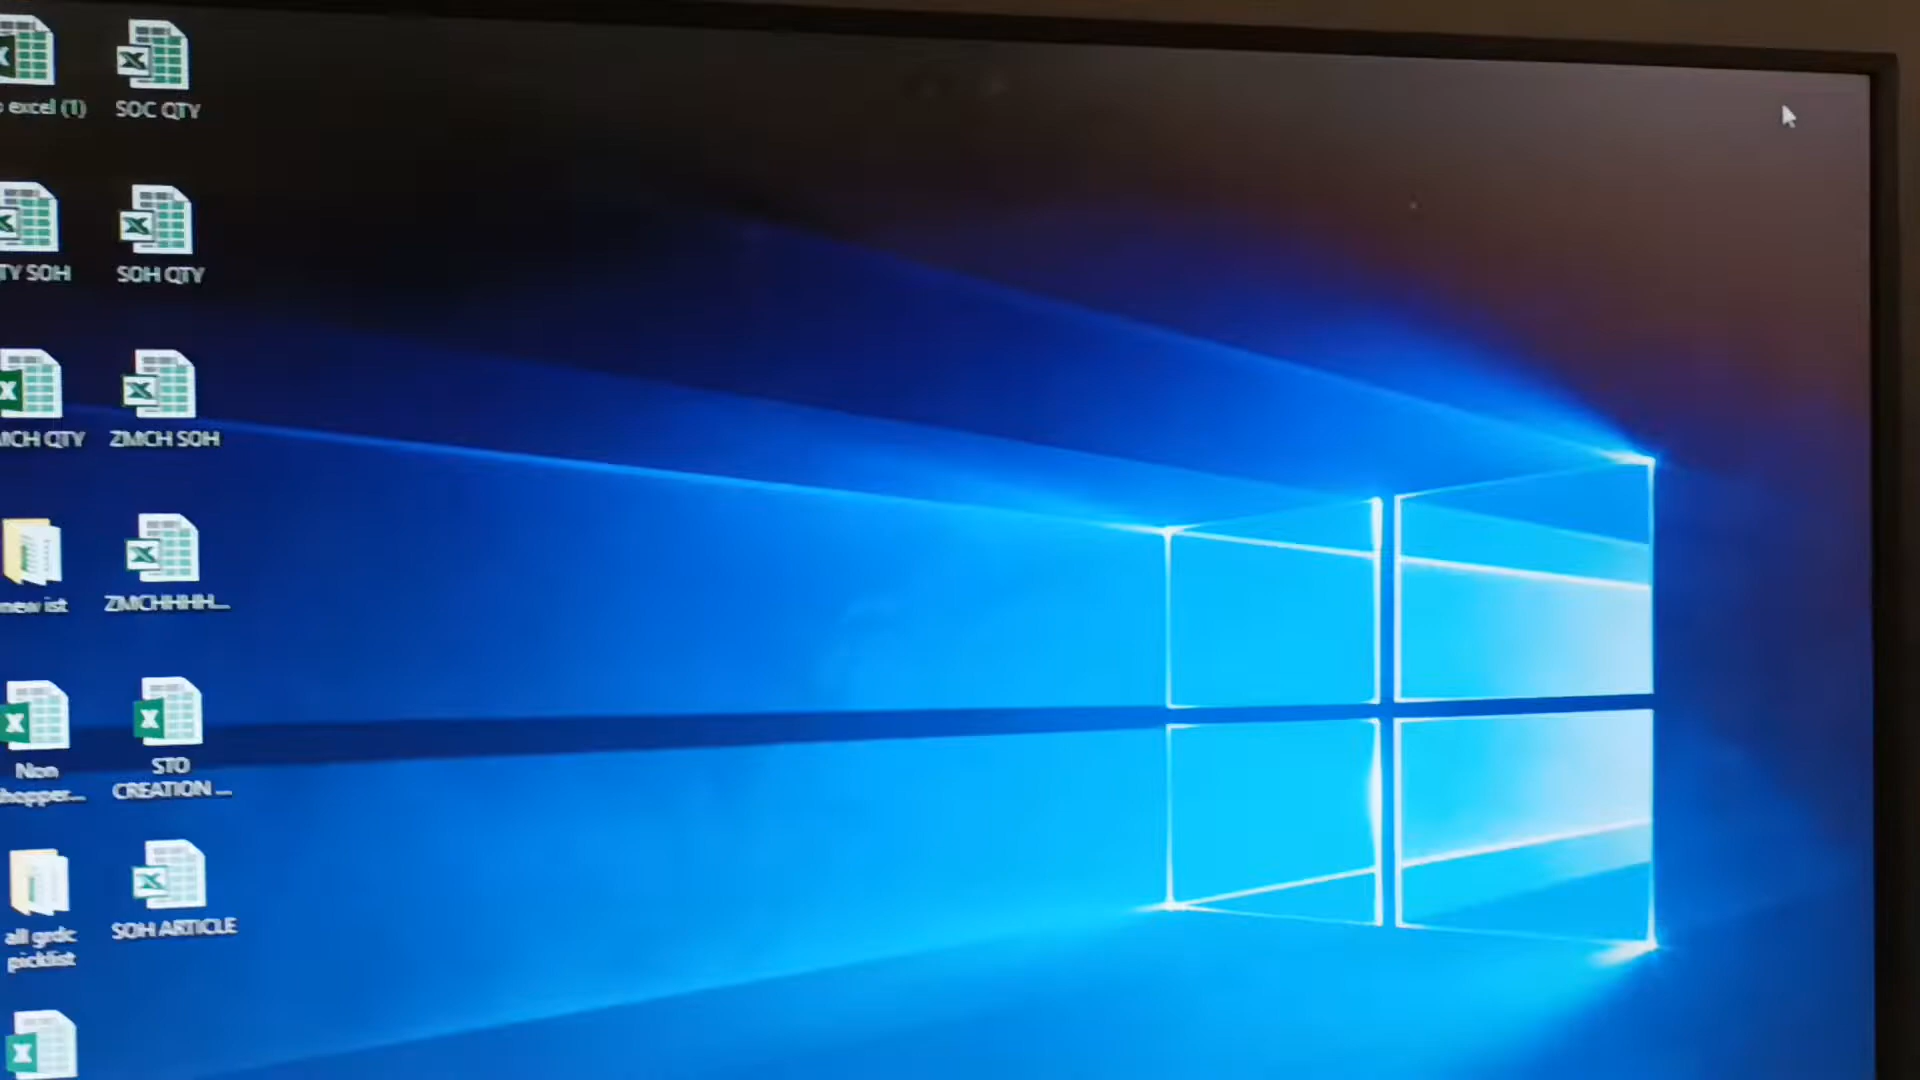 excel (1)
SOC QTY
TY SOH
SOH QTY
MCH QTY
ZMCH SOH
new ist
ZMCHHHH...
Non
hopper...
STO
CREATION ...
all grdc
picklist
SOH ARTICLE